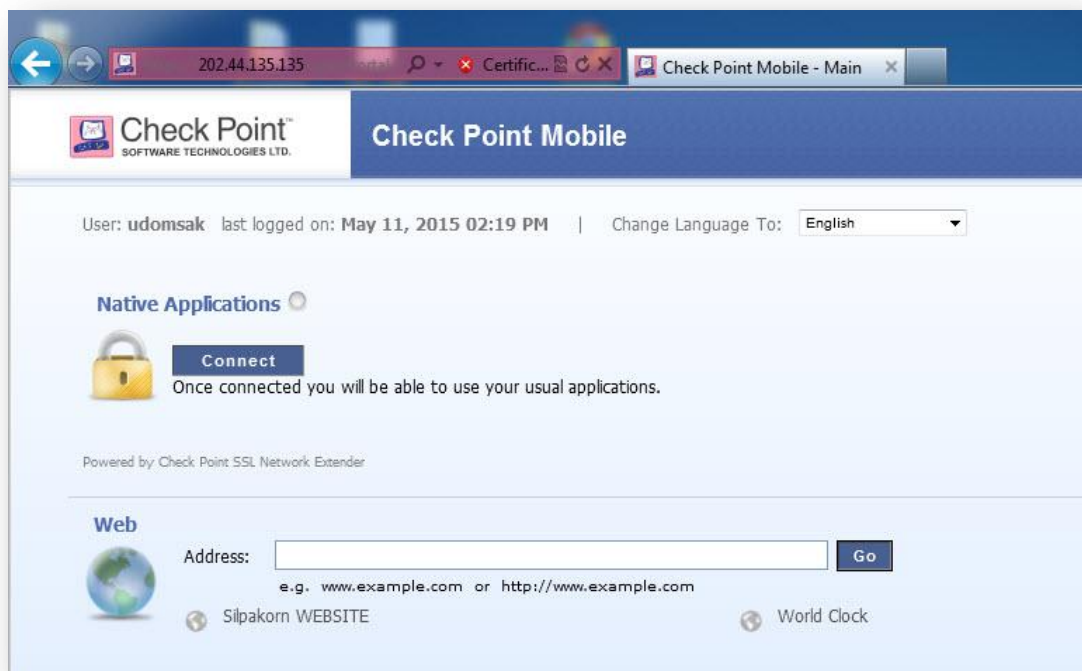 202.44.135.135
Certific...
Check Point Mobile - Main
Check Point™
SOFTWARE TECHNOLOGIES LTD.
Check Point Mobile
User: udomsak last logged on: May 11, 2015 02:19 PM | Change Language To: English
Native Applications
Connect
Once connected you will be able to use your usual applications.
Powered by Check Point SSL Network Extender
Web
Address:
Go
e.g. www.example.com or http://www.example.com
Silpakorn WEBSITE
World Clock